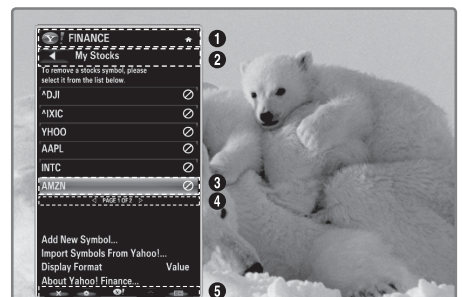 Y! FINANCE
1
My Stocks
2
To remove a stocks symbol, please
select it from the list below.
^DJI
^IXIC
YHOO
AAPL
INTC
AMZN
3
PAGE 1 OF 2
4
Add New Symbol...
Import Symbols From Yahoo!...
Display Format Value
About Yahoo! Finance...
Y!
5